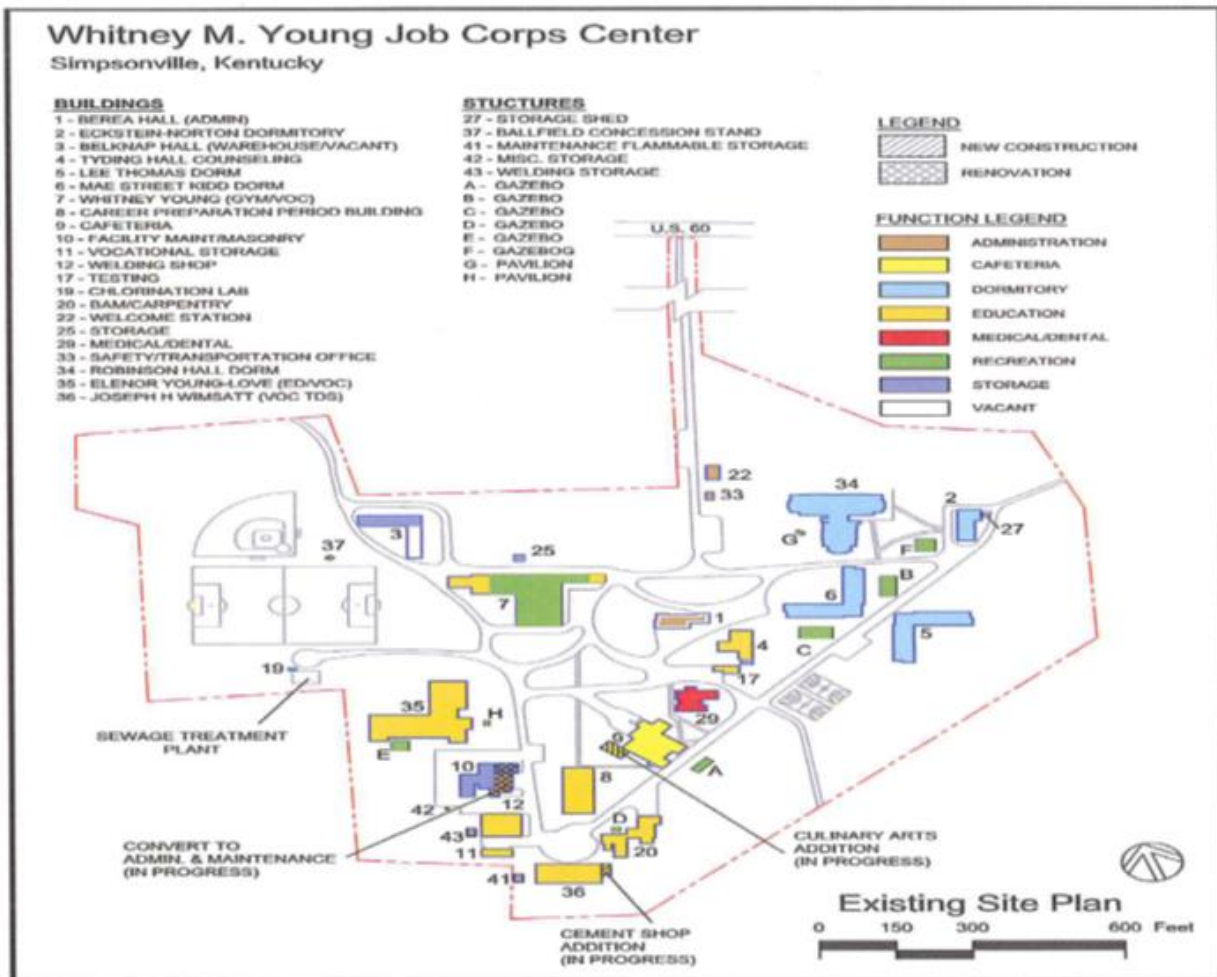 Whitney M. Young Job Corps Center
Simpsonville, Kentucky
BUILDINGS
1 - BEREA HALL (ADMIN)
2 - ECKSTEIN-NORTON DORMITORY
3 - BELKNAP HALL (WAREHOUSE/VACANT)
4 - TYDING HALL COUNSELING
5 - LEE THOMAS DORM
6 - MAE STREET KIDD DORM
7 - WHITNEY YOUNG (GYM/VOC)
8 - CAREER PREPARATION PERIOD BUILDING
9 - CAFETERIA
10 - FACILITY MAINT/MASONRY
11 - VOCATIONAL STORAGE
12 - WELDING SHOP
17 - TESTING
19 - CHLORINATION LAB
20 - BAM/CARPENTRY
22 - WELCOME STATION
25 - STORAGE
29 - MEDICAL/DENTAL
33 - SAFETY/TRANSPORTATION OFFICE
34 - ROBINSON HALL DORM
35 - ELENOR YOUNG-LOVE (ED/VOC)
36 - JOSEPH H WIMSATT (VOC TDS)
STUCTURES
27 - STORAGE SHED
37 - BALLFIELD CONCESSION STAND
41 - MAINTENANCE FLAMMABLE STORAGE
42 - MISC. STORAGE
43 - WELDING STORAGE
A - GAZEBO
B - GAZEBO
C - GAZEBO
D - GAZEBO
E - GAZEBO
F - GAZEBOG
G - PAVILION
H - PAVILION
LEGEND
NEW CONSTRUCTION
RENOVATION
FUNCTION LEGEND
ADMINISTRATION
CAFETERIA
DORMITORY
EDUCATION
MEDICAL/DENTAL
RECREATION
STORAGE
VACANT
U.S. 60
22
33
34
2
27
G
F
3
37
25
7
6
B
1
4
C
5
17
19
29
35
H
SEWAGE TREATMENT
PLANT
E
9
A
10
8
12
42
43
D
20
11
41
36
CONVERT TO
ADMIN. & MAINTENANCE
(IN PROGRESS)
CULINARY ARTS
ADDITION
(IN PROGRESS)
CEMENT SHOP
ADDITION
(IN PROGRESS)
Existing Site Plan
0 150 300 600 Feet